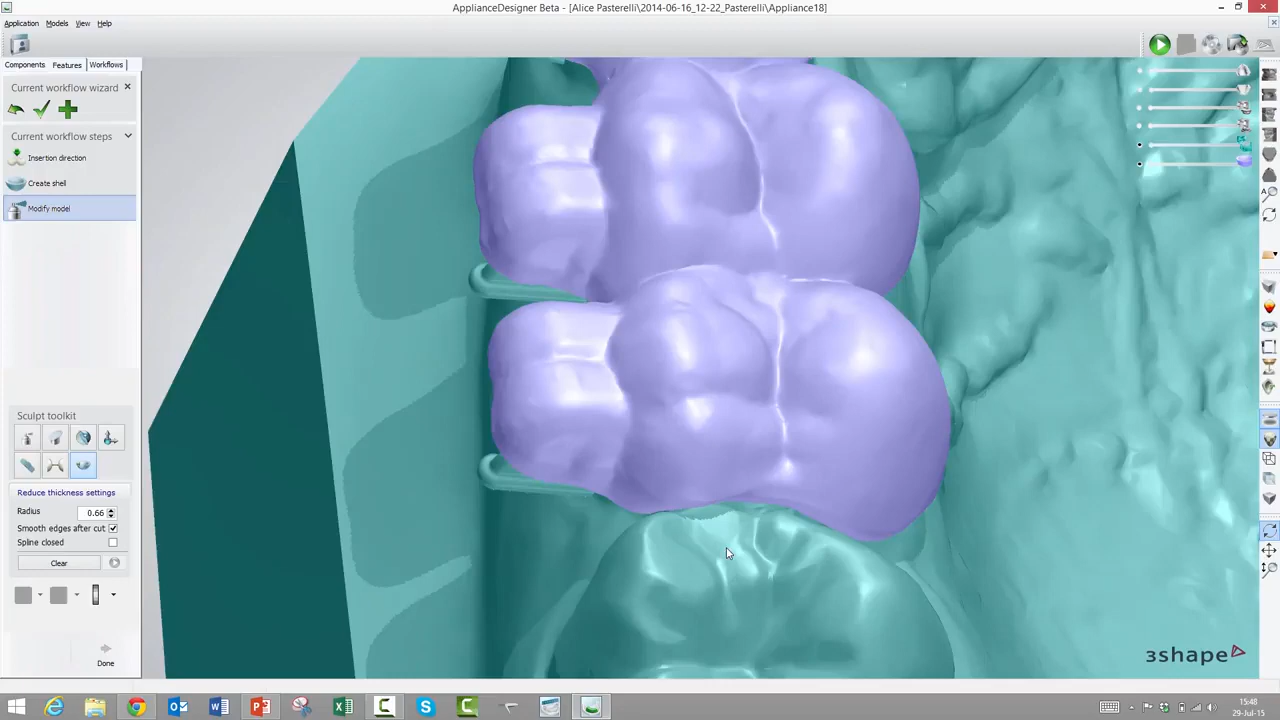 ApplianceDesigner Beta - [Alice Pasterelli\2014-06-16_12-22_Pasterelli\Appliance18]
Application Models View Help
Components Features Workflows
Current workflow wizard
Current workflow steps
Insertion direction
Create shell
Modify model
Sculpt toolkit
Reduce thickness settings
Radius 0.66
Smooth edges after cut
Spline closed
Clear
Done
3shape
15:48
29-Jul-15